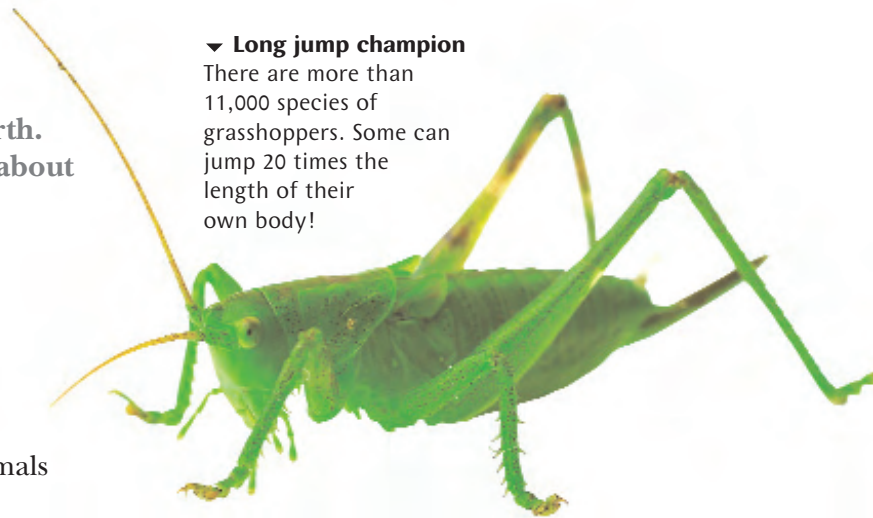 ▼ Long jump champion
There are more than
11,000 species of
grasshoppers. Some can
jump 20 times the
length of their
own body!
about